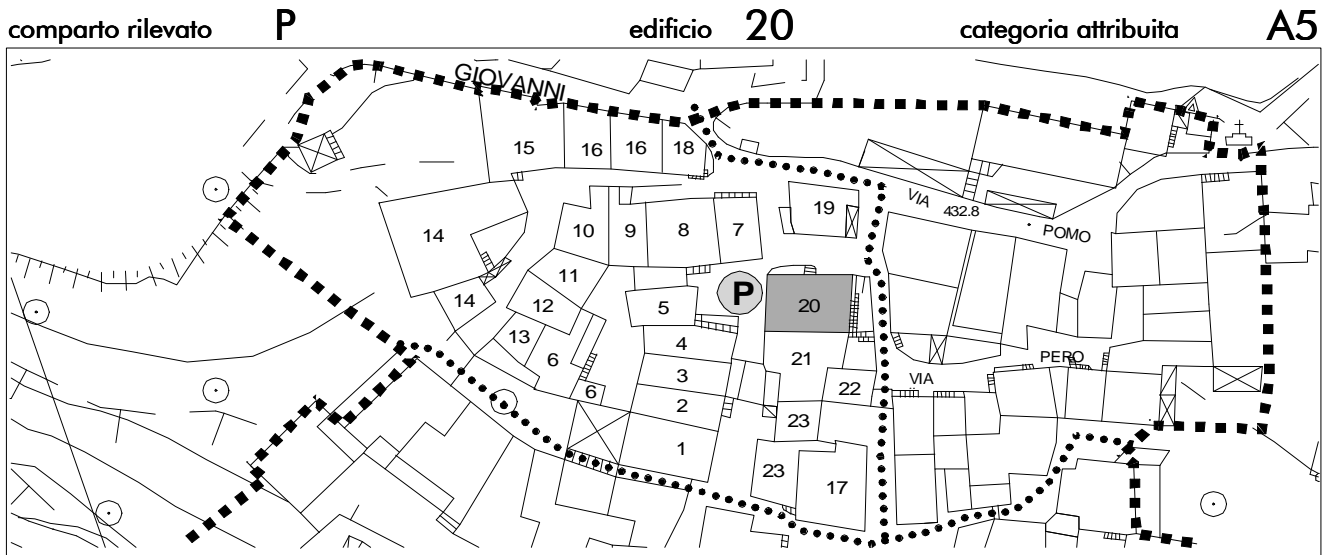 comparto rilevato P edificio 20 categoria attribuita A5
GIOVANNI
15 16 16 18
14 10 9 8 7 19 VIA 432.8 POMO
11
14 12 5 P 20
13 6 4 21 PERO
3 VIA
6 2 22
23
1
23 17